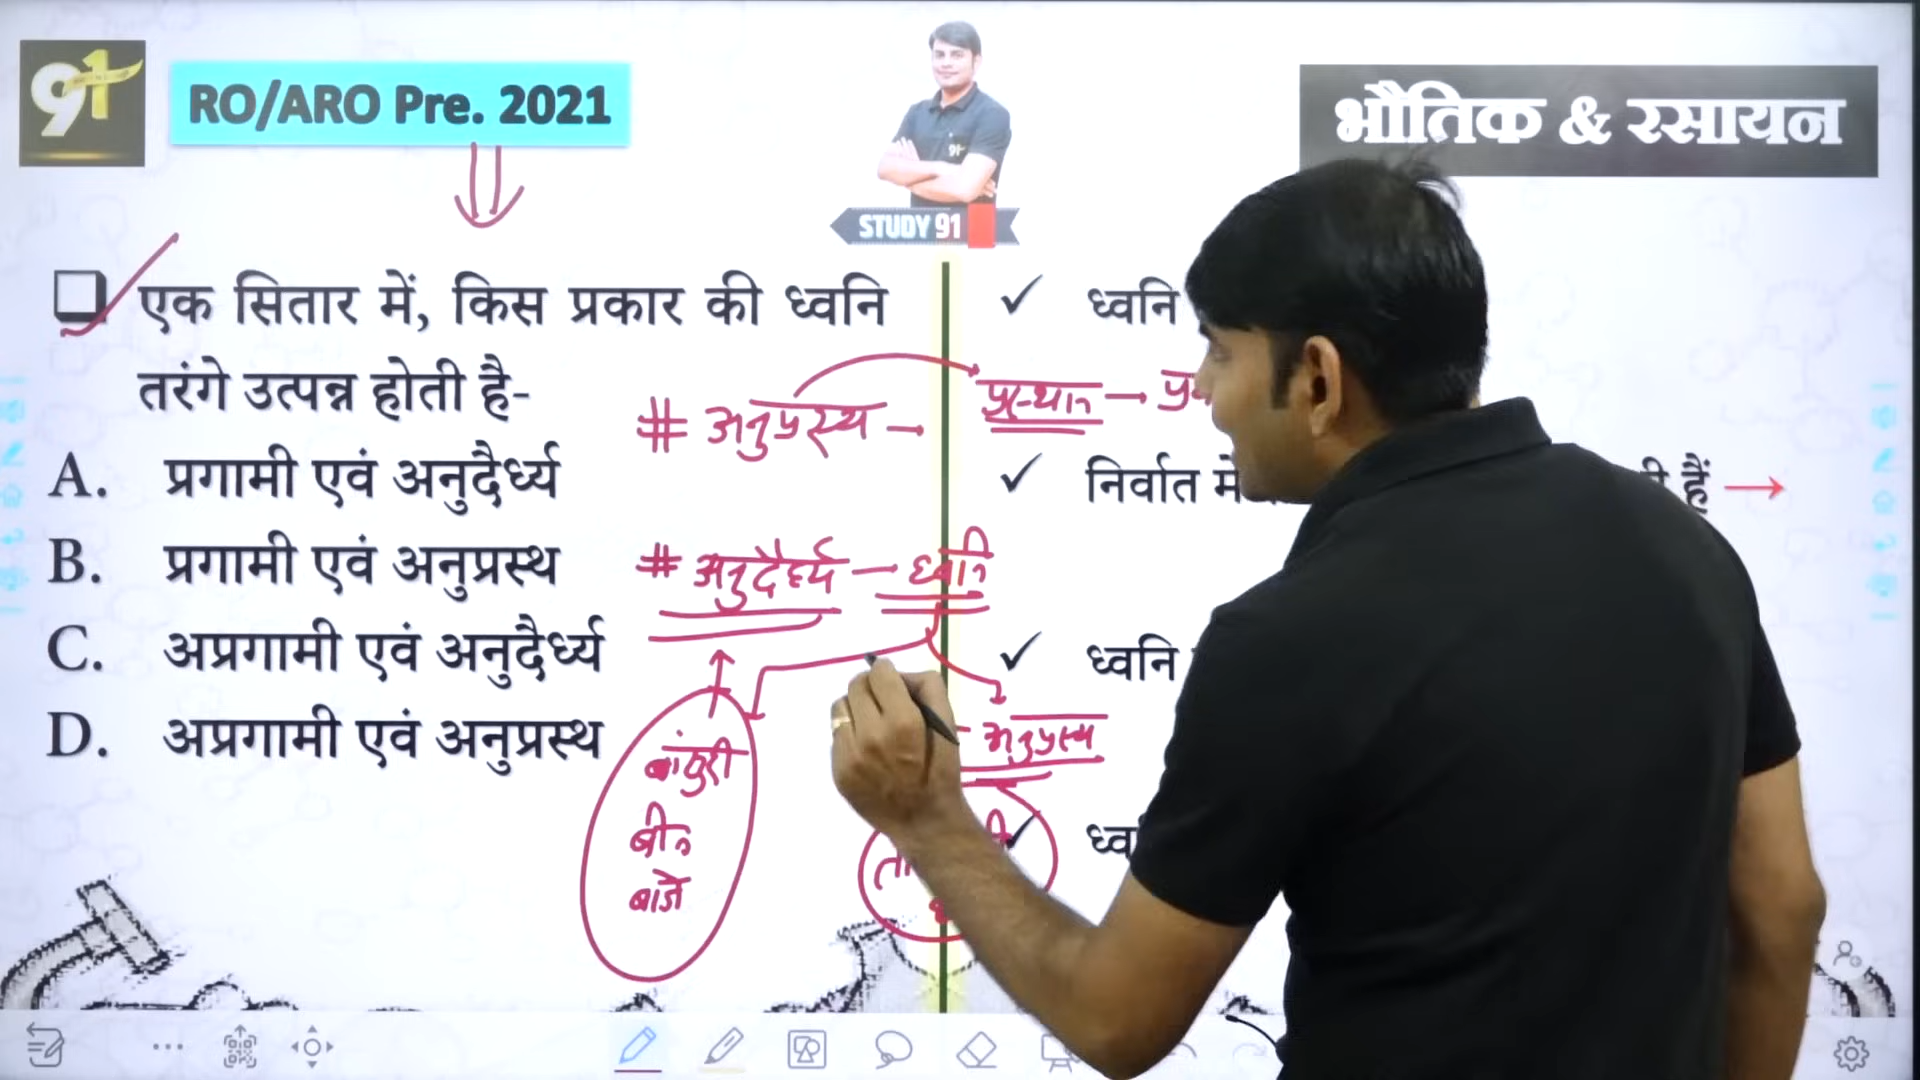 91
RO/ARO Pre. 2021
भौतिक & रसायन
91
STUDY 91
एक सितार में, किस प्रकार की ध्वनि
तरंगे उत्पन्न होती है-
A. प्रगामी एवं अनुदैर्ध्य
B. प्रगामी एवं अनुप्रस्थ
C. अप्रगामी एवं अनुदैर्ध्य
D. अप्रगामी एवं अनुप्रस्थ
# अनुप्रस्थ →
# अनुदैर्ध्य — ध्वनि
बांसुरी
बीन
बाजे
✓ ध्वनि
→
✓ निर्वात में हैं →
✓ ध्वनि
अनुप्रस्थ
✓